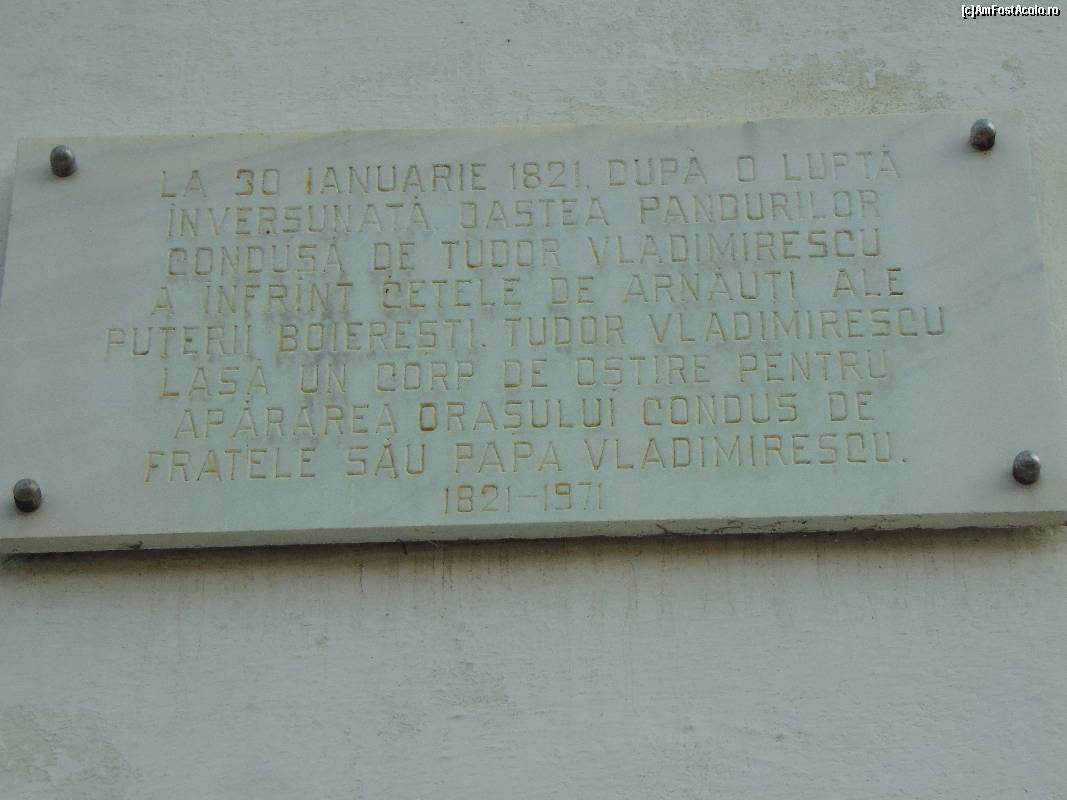 [c]AmFostAcolo.ro
LA 30 IANUARIE 1821, DUPĂ O LUPTĂ
ÎNVERSUNATĂ, OASTEA PANDURILOR
CONDUSĂ DE TUDOR VLADIMIRESCU
A ÎNFRÎNT CETELE DE ARNĂUȚI ALE
PUTERII BOIEREȘTI. TUDOR VLADIMIRESCU
LASĂ UN CORP DE OȘTIRE PENTRU
APĂRAREA ORAȘULUI CONDUS DE
FRATELE SĂU PAPA VLADIMIRESCU.
1821-1971